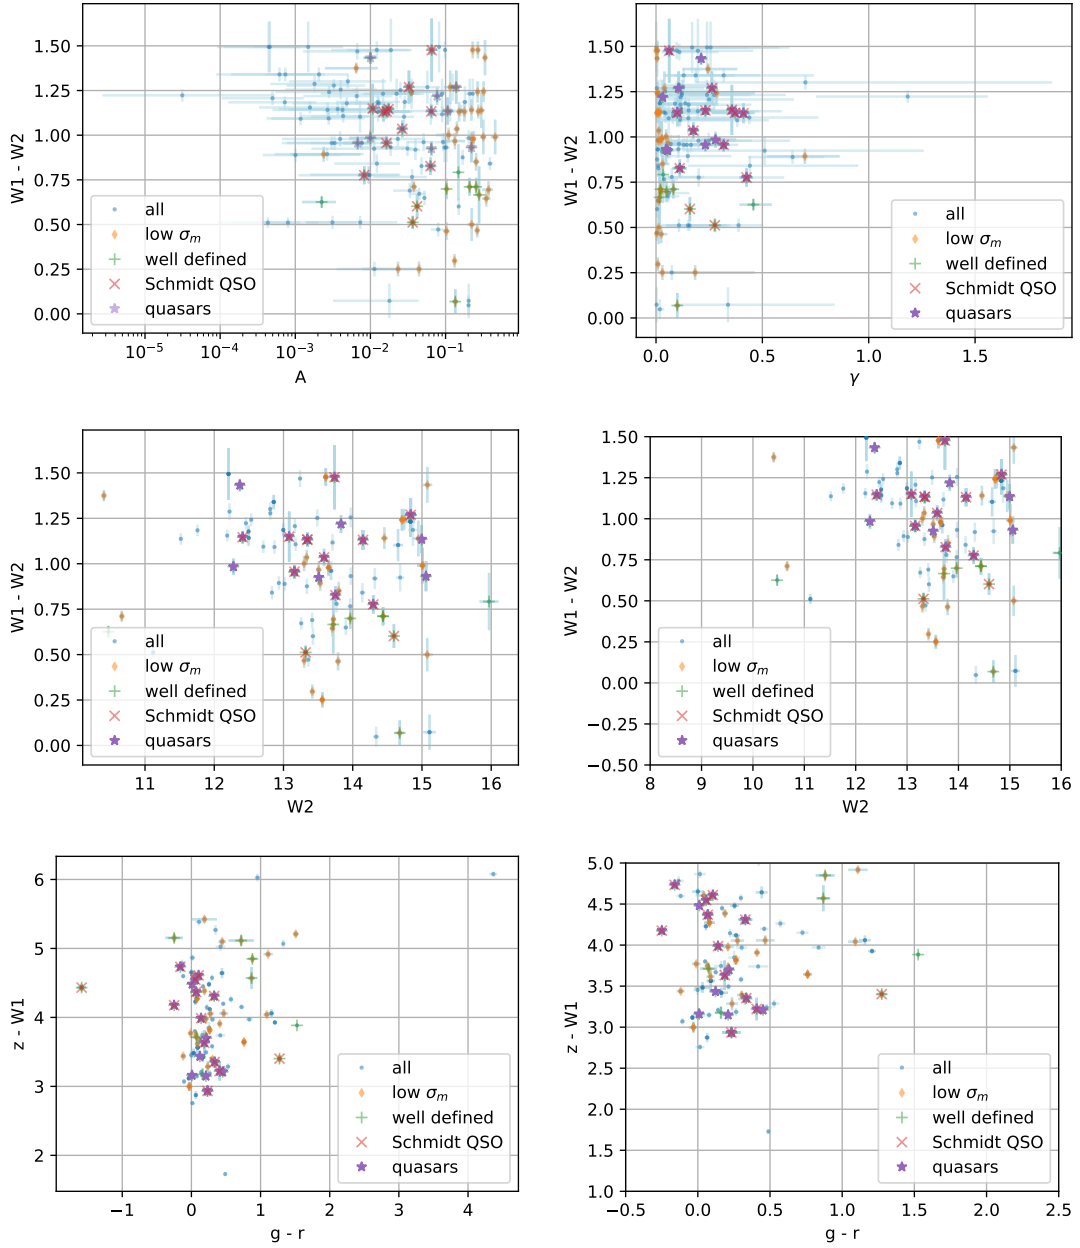 1.50
1.25
1.00
0.75
0.50
0.25
0.00
W1 - W2
10⁻⁵
10⁻⁴
10⁻³
10⁻²
10⁻¹
A
all
low σₘ
well defined
Schmidt QSO
quasars
1.50
1.25
1.00
0.75
0.50
0.25
0.00
W1 - W2
0.0
0.5
1.0
1.5
γ
all
low σₘ
well defined
Schmidt QSO
quasars
1.50
1.25
1.00
0.75
0.50
0.25
0.00
W1 - W2
11
12
13
14
15
16
W2
all
low σₘ
well defined
Schmidt QSO
quasars
1.50
1.25
1.00
0.75
0.50
0.25
0.00
−0.25
−0.50
W1 - W2
8
9
10
11
12
13
14
15
16
W2
all
low σₘ
well defined
Schmidt QSO
quasars
6
5
4
3
2
z - W1
−1
0
1
2
3
4
g - r
all
low σₘ
well defined
Schmidt QSO
quasars
5.0
4.5
4.0
3.5
3.0
2.5
2.0
1.5
1.0
z - W1
−0.5
0.0
0.5
1.0
1.5
2.0
2.5
g - r
all
low σₘ
well defined
Schmidt QSO
quasars